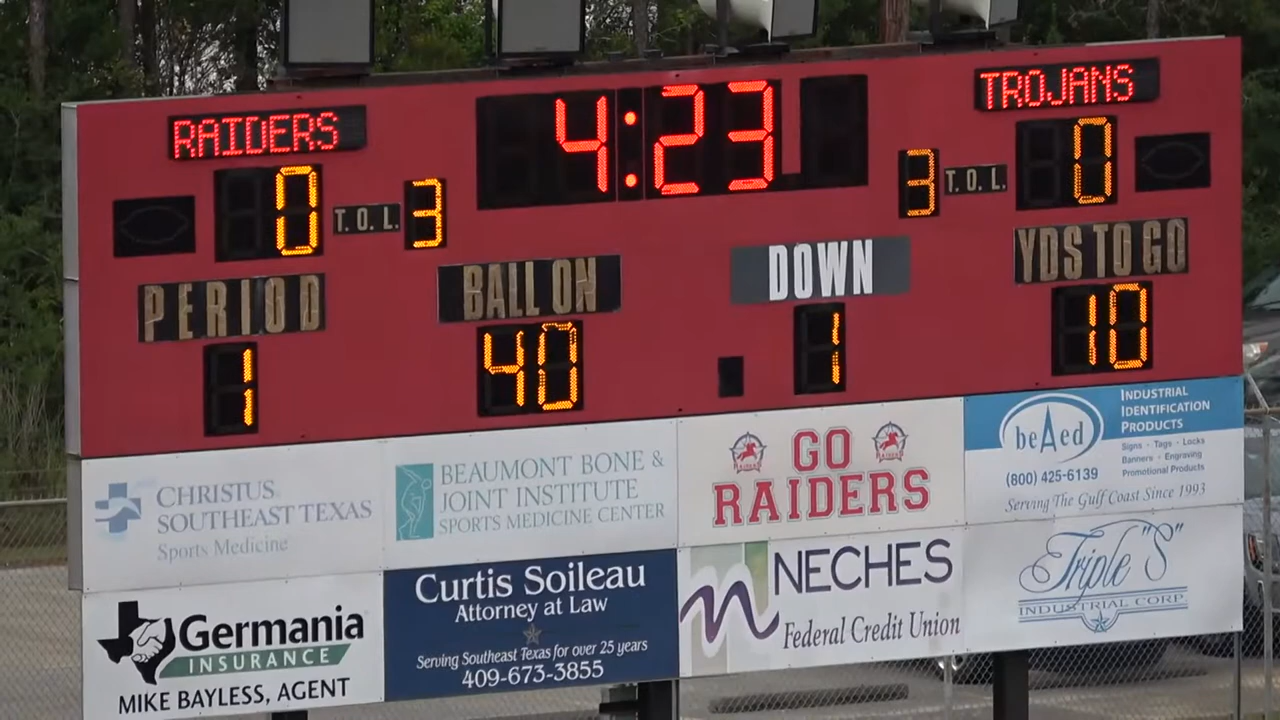 RAIDERS
4:23
TROJANS
0
T.O.L.
3
3
T.O.L.
0
PERIOD
BALL ON
DOWN
YDS TO GO
1
40
1
10
CHRISTUS
SOUTHEAST TEXAS
Sports Medicine
BEAUMONT BONE &
JOINT INSTITUTE
SPORTS MEDICINE CENTER
GO
RAIDERS
beAed
INDUSTRIAL
IDENTIFICATION
PRODUCTS
Signs - Tags - Locks
Banners - Engraving
Promotional Products
(800) 425-6139
Serving The Gulf Coast Since 1993
Germania
INSURANCE
MIKE BAYLESS, AGENT
Curtis Soileau
Attorney at Law
Serving Southeast Texas for over 25 years
409-673-3855
NECHES
Federal Credit Union
Triple "S"
INDUSTRIAL CORP